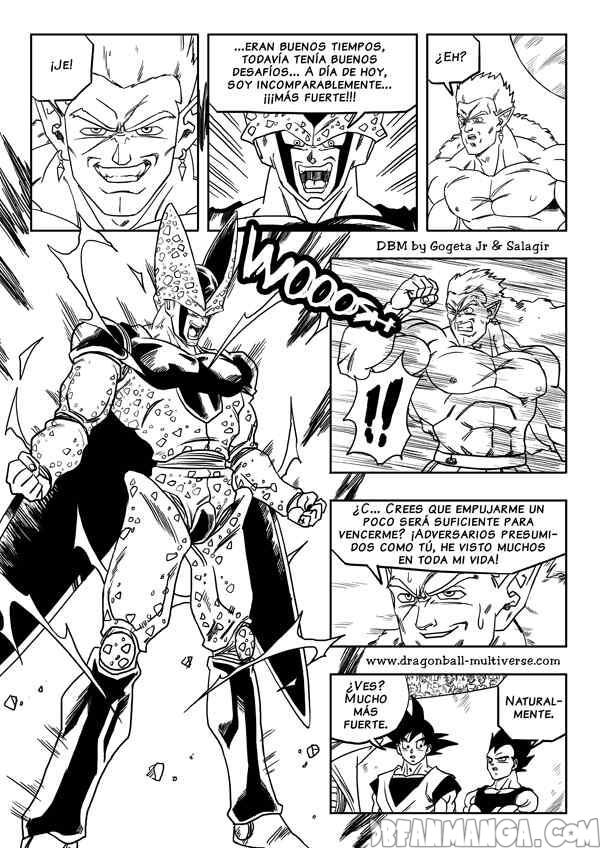 ¡JE!
...ERAN BUENOS TIEMPOS,
TODAVÍA TENÍA BUENOS
DESAFÍOS... A DÍA DE HOY,
SOY INCOMPARABLEMENTE...
¡¡¡MÁS FUERTE!!!
¿EH?
DBM by Gogeta Jr & Salagir
WOOOOK+
!!
¿C... CREES QUE EMPUJARME UN
POCO SERÁ SUFICIENTE PARA
VENCERME? ¡ADVERSARIOS PRESUMI-
DOS COMO TÚ, HE VISTO MUCHOS
EN TODA MI VIDA!
www.dragonball-multiverse.com
¿VES?
MUCHO
MÁS
FUERTE.
NATURAL-
MENTE.
DBFANMANGA.COM